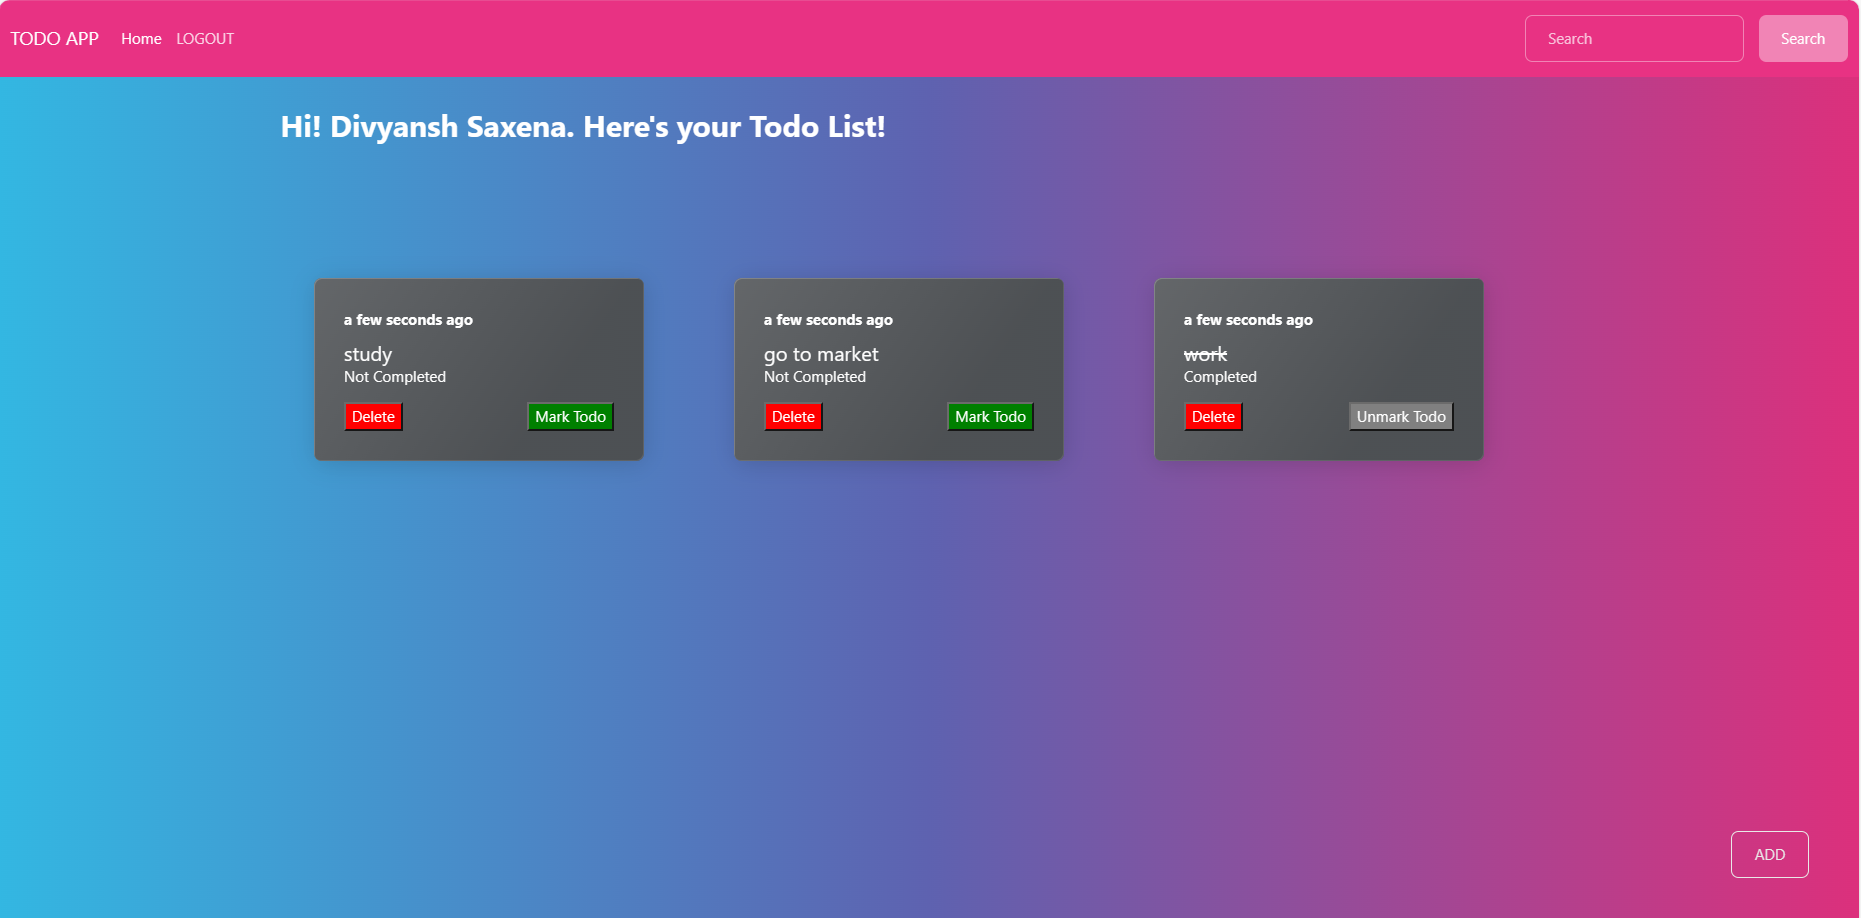 TODO APP Home LOGOUT Search Search
Hi! Divyansh Saxena. Here's your Todo List!
a few seconds ago
study
Not Completed
Delete Mark Todo
a few seconds ago
go to market
Not Completed
Delete Mark Todo
a few seconds ago
work
Completed
Delete Unmark Todo
ADD